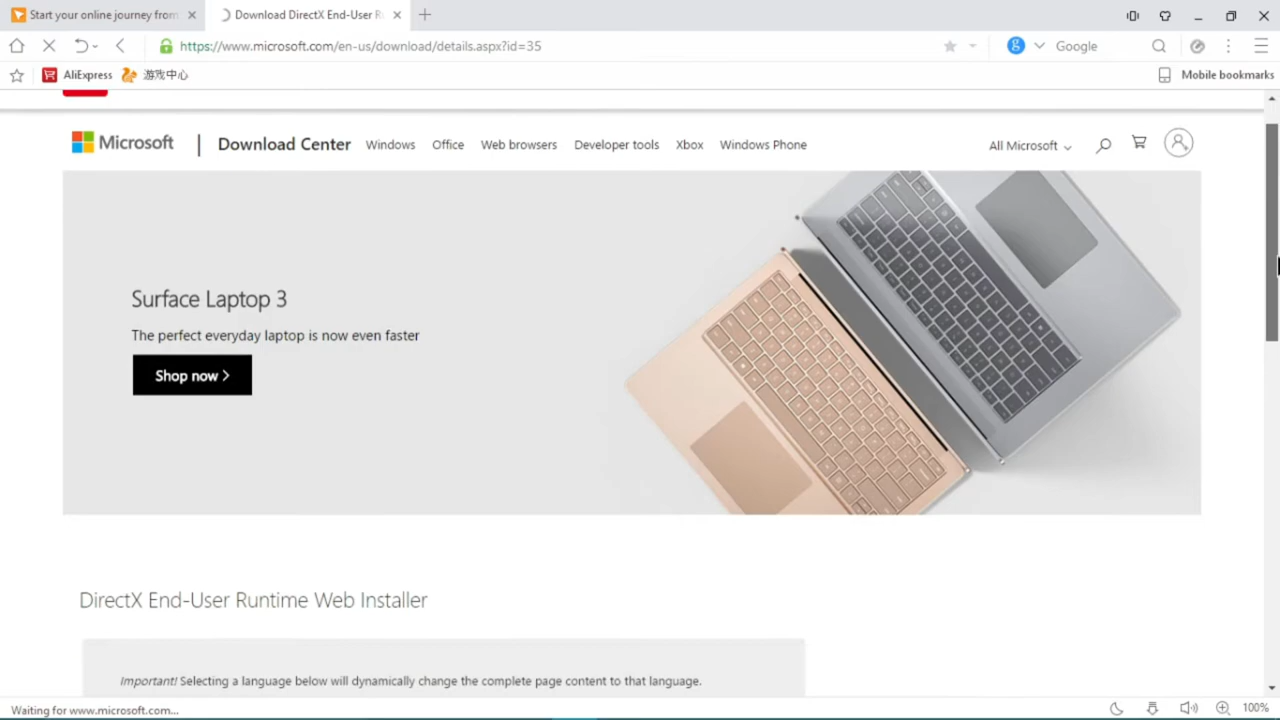 Start your online journey from
Download DirectX End-User Ru
https://www.microsoft.com/en-us/download/details.aspx?id=35
Google
AliExpress
游戏中心
Mobile bookmarks
Microsoft
Download Center
Windows
Office
Web browsers
Developer tools
Xbox
Windows Phone
All Microsoft
Surface Laptop 3
The perfect everyday laptop is now even faster
Shop now >
DirectX End-User Runtime Web Installer
Important! Selecting a language below will dynamically change the complete page content to that language.
Waiting for www.microsoft.com...
100%